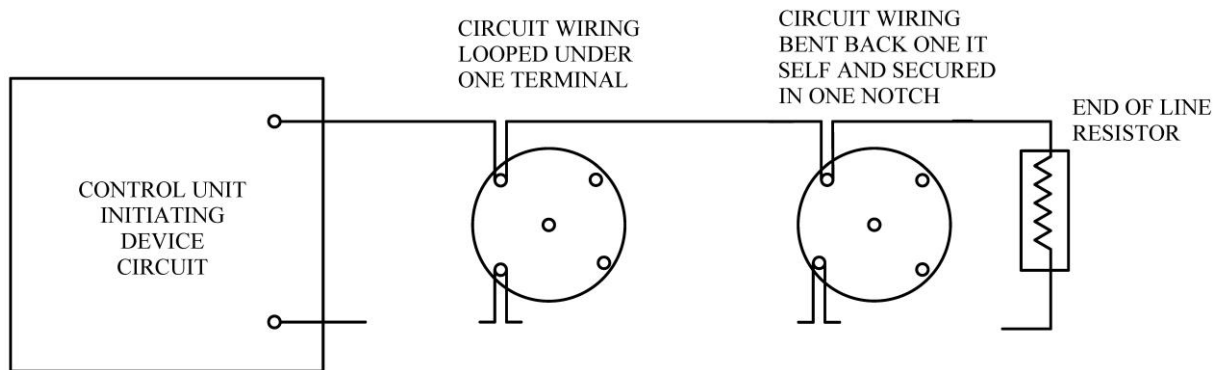 CIRCUIT WIRING
LOOPED UNDER
ONE TERMINAL
CIRCUIT WIRING
BENT BACK ONE IT
SELF AND SECURED
IN ONE NOTCH
END OF LINE
RESISTOR
CONTROL UNIT
INITIATING
DEVICE
CIRCUIT